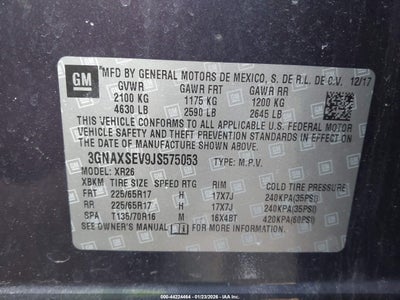 GM
*MFD BY GENERAL MOTORS DE MEXICO, S. DE R.L. DE C.V. 12/17
GVWR GAWR FRT GAWR RR
2100 KG 1175 KG 1200 KG
4630 LB 2590 LB 2645 LB
THIS VEHICLE CONFORMS TO ALL APPLICABLE U.S.
FEDERAL MOTOR VEHICLE SAFETY, BUMPER,
AND THEFT PREVENTION STANDARDS IN
EFFECT ON THE DATE OF MANUFACTURE
SHOWN ABOVE.
3GNAXSEV9JS575053 TYPE: M.P.V.
MODEL: XR26
XBKM TIRE SIZE SPEED RTG RIM COLD TIRE PRESSURE
FRT 225/65R17 H 17X7J 240KPA(35PSI)
RR 225/65R17 H 17X7J 240KPA(35PSI)
SPA T135/70R16 M 16X4BT 420KPA(60PSI)
SEE OWNER'S MANUAL FOR ADDITIONAL INFORMATION
000-44224464 (01/23/2026) - IAA Inc.